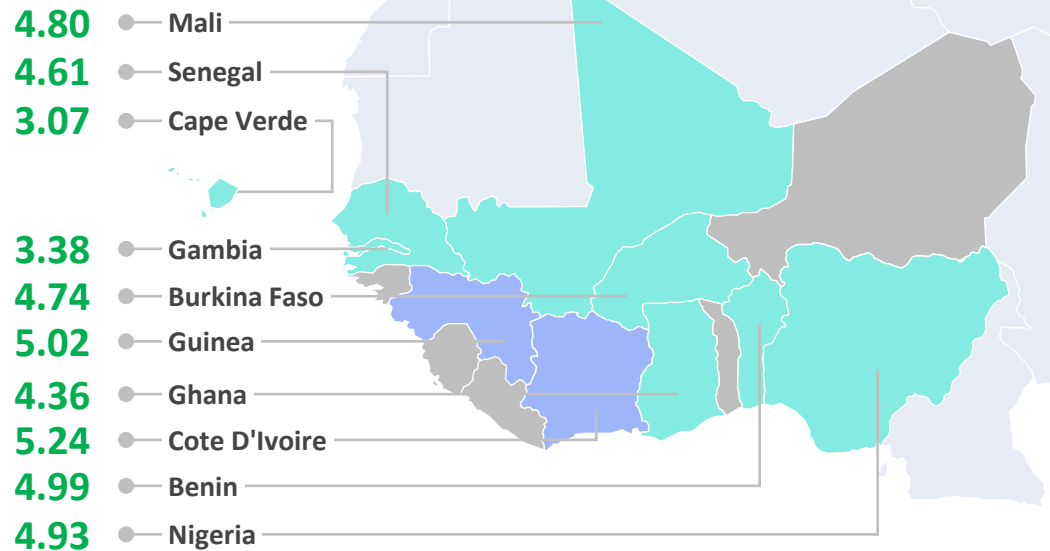 4.80 Mali
4.61 Senegal
3.07 Cape Verde
3.38 Gambia
4.74 Burkina Faso
5.02 Guinea
4.36 Ghana
5.24 Cote D'Ivoire
4.99 Benin
4.93 Nigeria